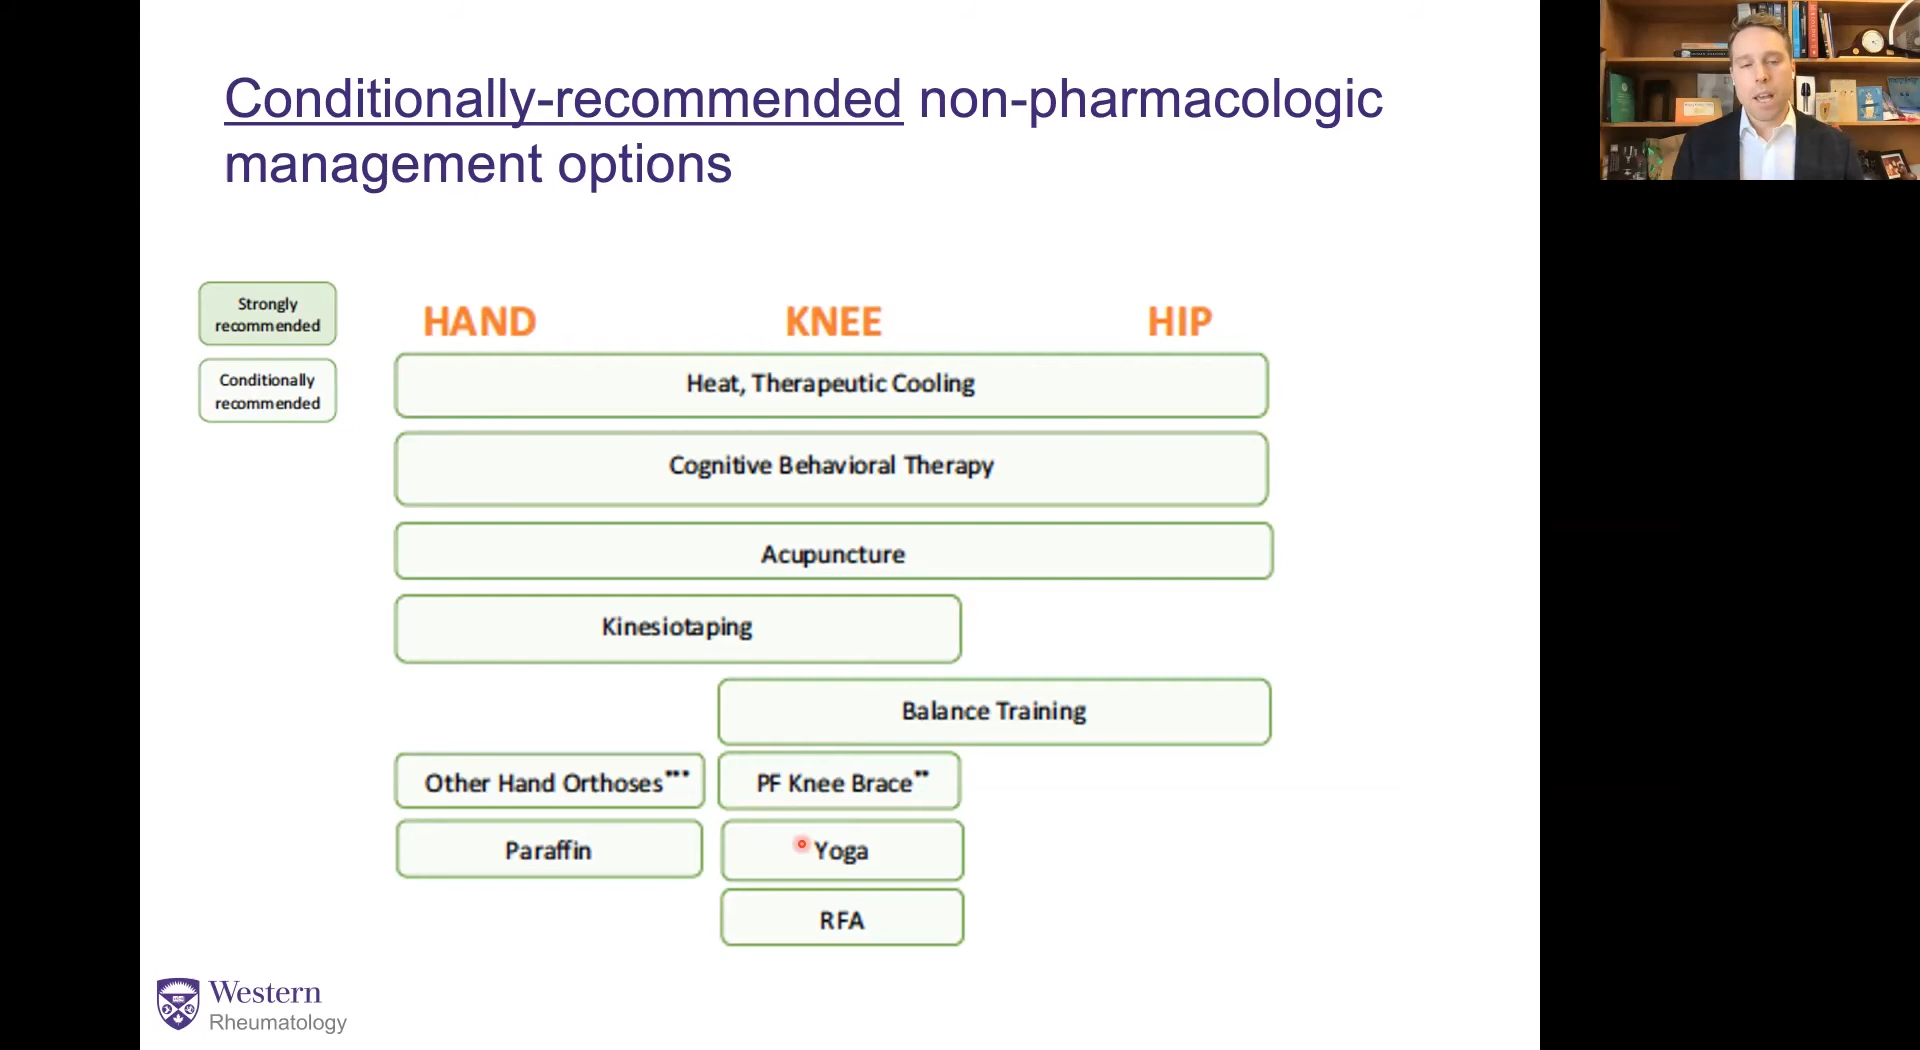 Conditionally-recommended non-pharmacologic
management options
Strongly
recommended
Conditionally
recommended
HAND
KNEE
HIP
Heat, Therapeutic Cooling
Cognitive Behavioral Therapy
Acupuncture
Kinesiotaping
Balance Training
Other Hand Orthoses***
PF Knee Brace**
Paraffin
Yoga
RFA
Western
Rheumatology